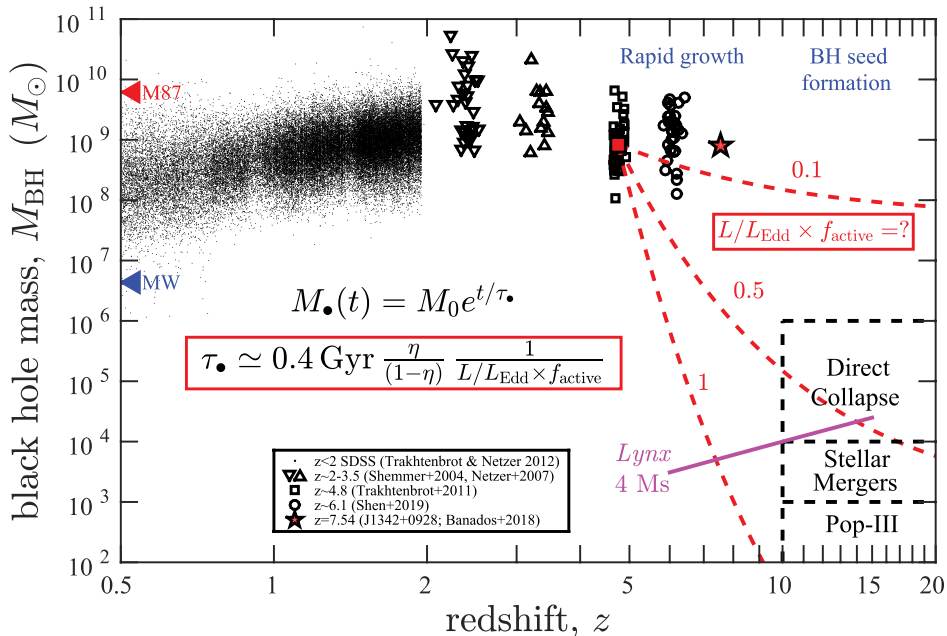 10^11
10^10
10^9
10^8
10^7
10^6
10^5
10^4
10^3
10^2
black hole mass, M_BH (M_⊙)
M87
MW
Rapid growth
BH seed
formation
0.1
L/L_Edd × f_active =?
0.5
1
M_•(t) = M_0 e^{t/τ_•}
τ_• ≃ 0.4 Gyr η/(1−η) 1/(L/L_Edd×f_active)
Direct
Collapse
Stellar
Mergers
Pop-III
Lynx
4 Ms
z<2 SDSS (Trakhtenbrot & Netzer 2012)
z~2-3.5 (Shemmer+2004, Netzer+2007)
z~4.8 (Trakhtenbrot+2011)
z~6.1 (Shen+2019)
z=7.54 (J1342+0928; Banados+2018)
0.5 1 2 5 10 15 20
redshift, z